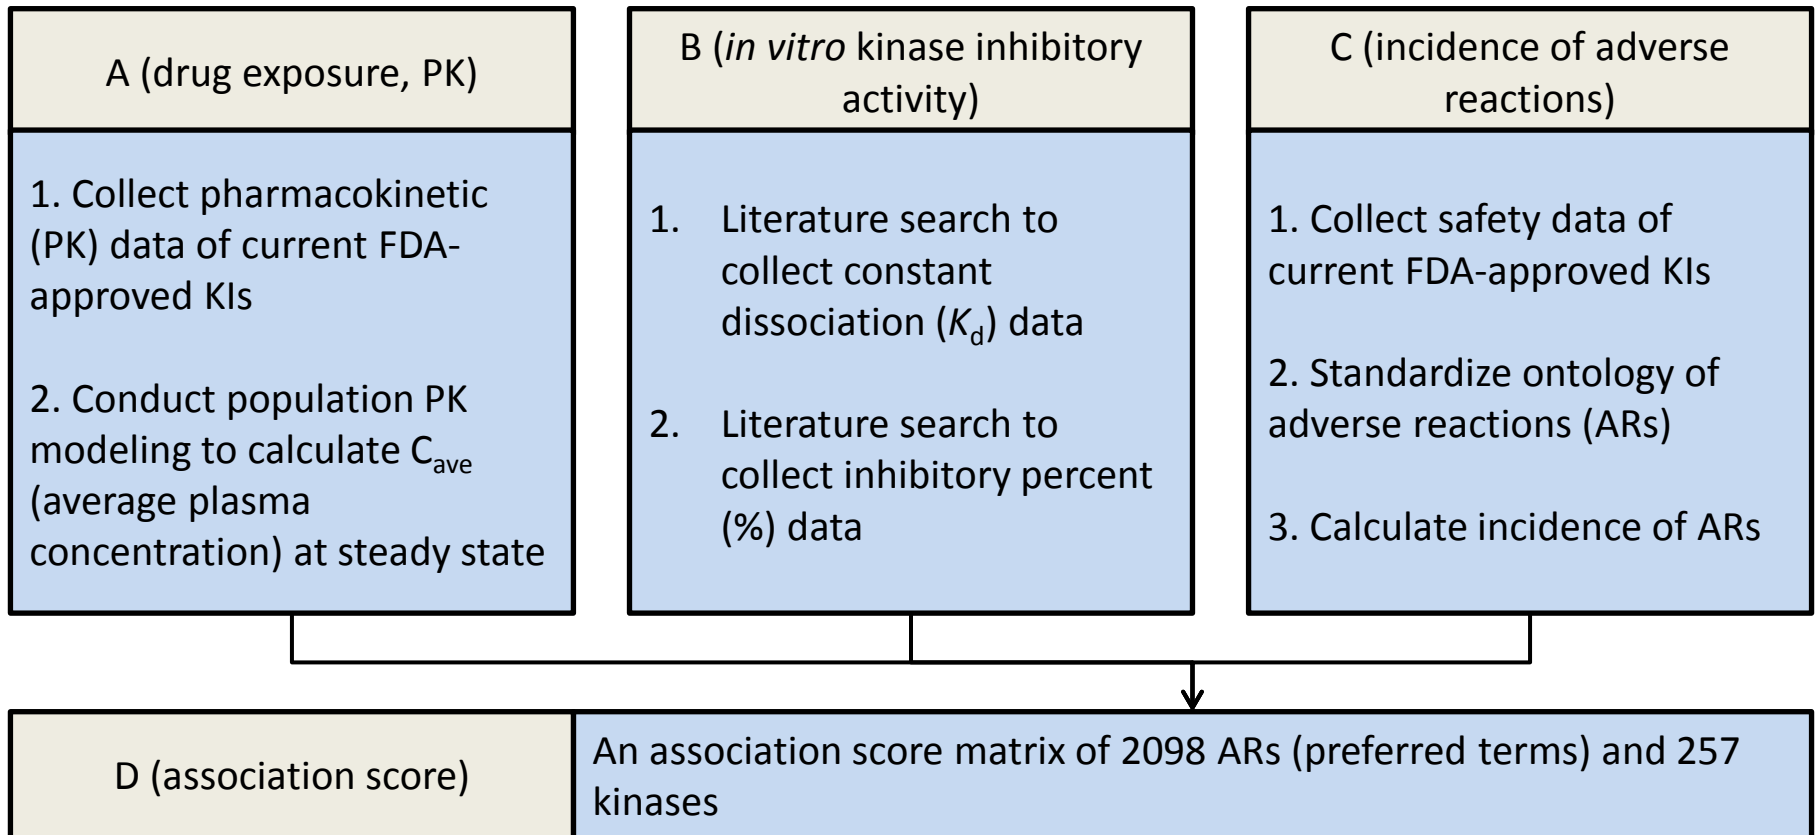 A (drug exposure, PK)
1. Collect pharmacokinetic
(PK) data of current FDA-
approved KIs
2. Conduct population PK
modeling to calculate Cave
(average plasma
concentration) at steady state
B (in vitro kinase inhibitory
activity)
1. Literature search to
collect constant
dissociation (Kd) data
2. Literature search to
collect inhibitory percent
(%) data
C (incidence of adverse
reactions)
1. Collect safety data of
current FDA-approved KIs
2. Standardize ontology of
adverse reactions (ARs)
3. Calculate incidence of ARs
D (association score)
An association score matrix of 2098 ARs (preferred terms) and 257
kinases